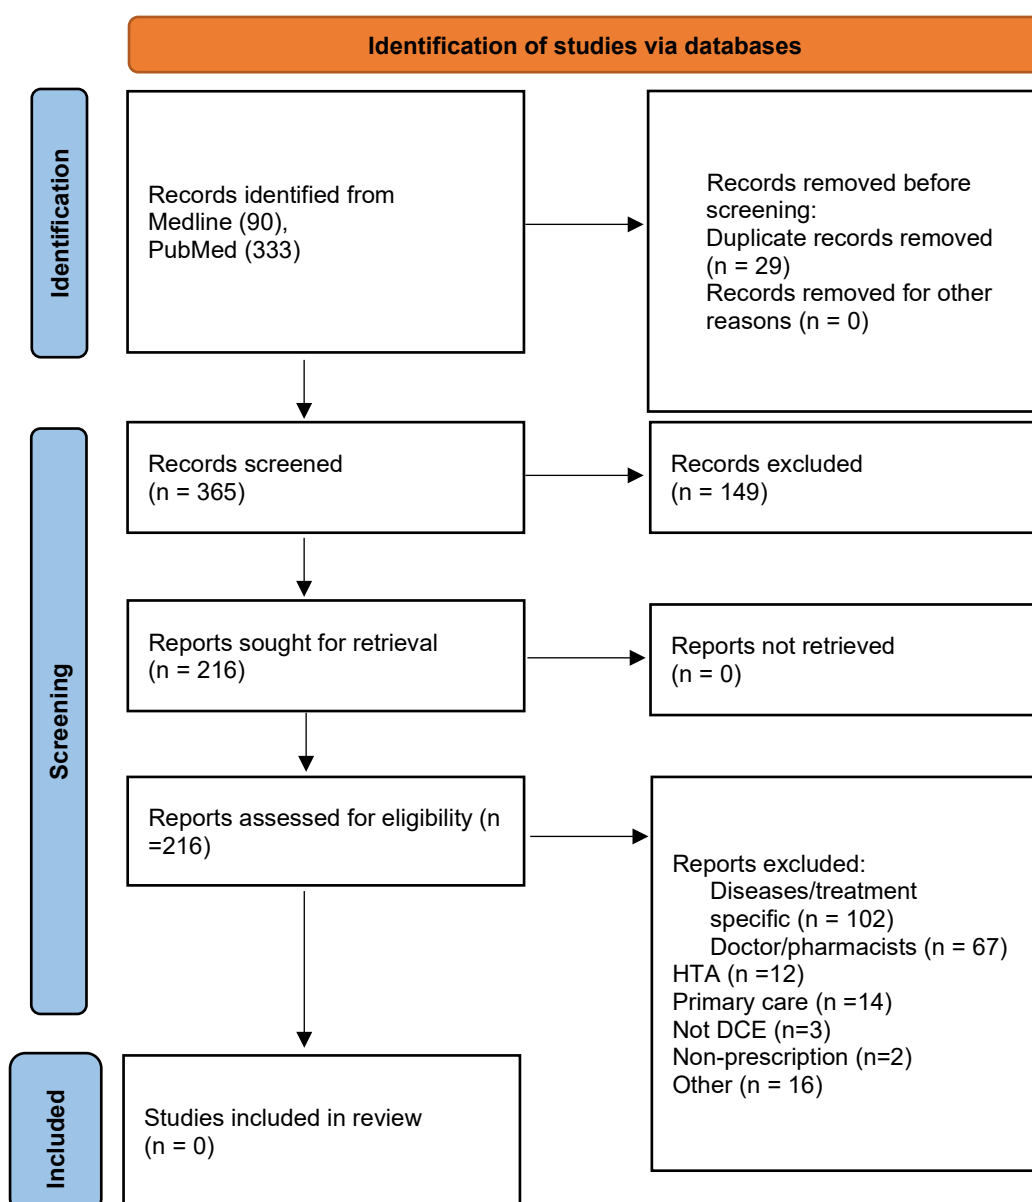 Identification of studies via databases
Identification
Records identified from
Medline (90),
PubMed (333)
Records removed before
screening:
Duplicate records removed
(n = 29)
Records removed for other
reasons (n = 0)
Screening
Records screened
(n = 365)
Records excluded
(n = 149)
Reports sought for retrieval
(n = 216)
Reports not retrieved
(n = 0)
Reports assessed for eligibility (n
=216)
Reports excluded:
Diseases/treatment
specific (n = 102)
Doctor/pharmacists (n = 67)
HTA (n =12)
Primary care (n =14)
Not DCE (n=3)
Non-prescription (n=2)
Other (n = 16)
Included
Studies included in review
(n = 0)